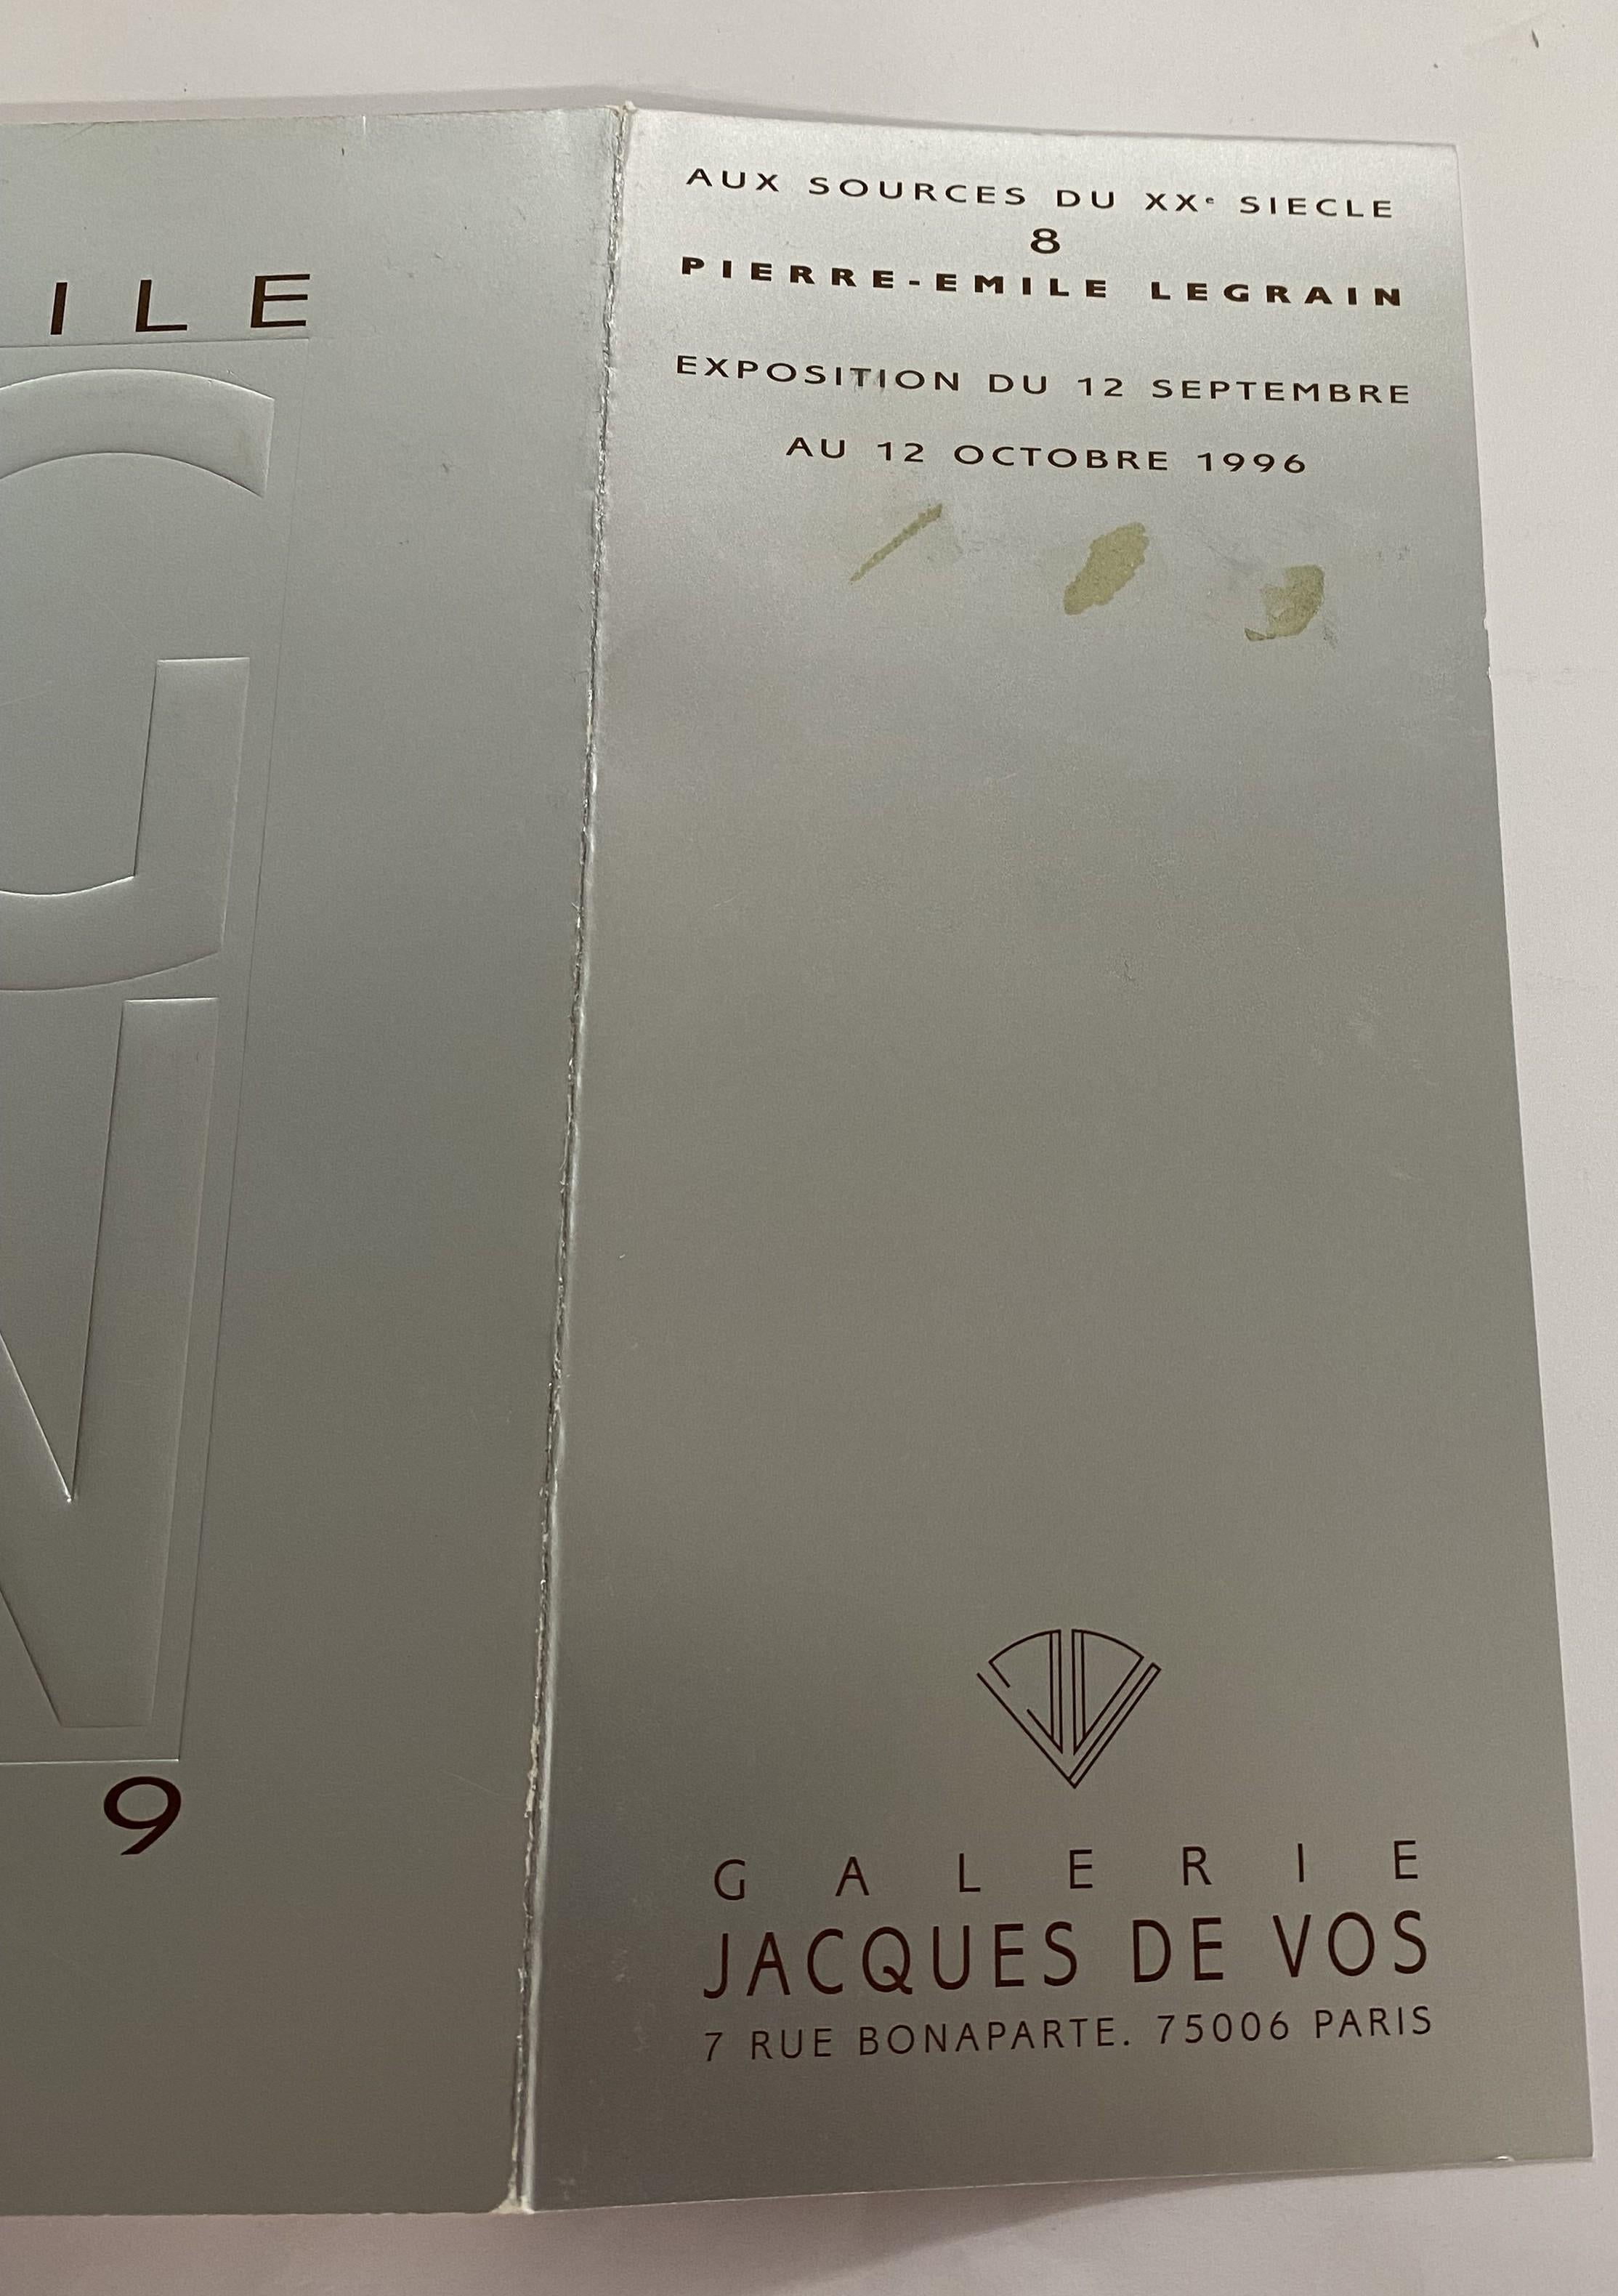 ILE
G
N
9
AUX SOURCES DU XXe SIECLE
8
PIERRE-EMILE LEGRAIN
EXPOSITION DU 12 SEPTEMBRE
AU 12 OCTOBRE 1996
GALERIE
JACQUES DE VOS
7 RUE BONAPARTE. 75006 PARIS